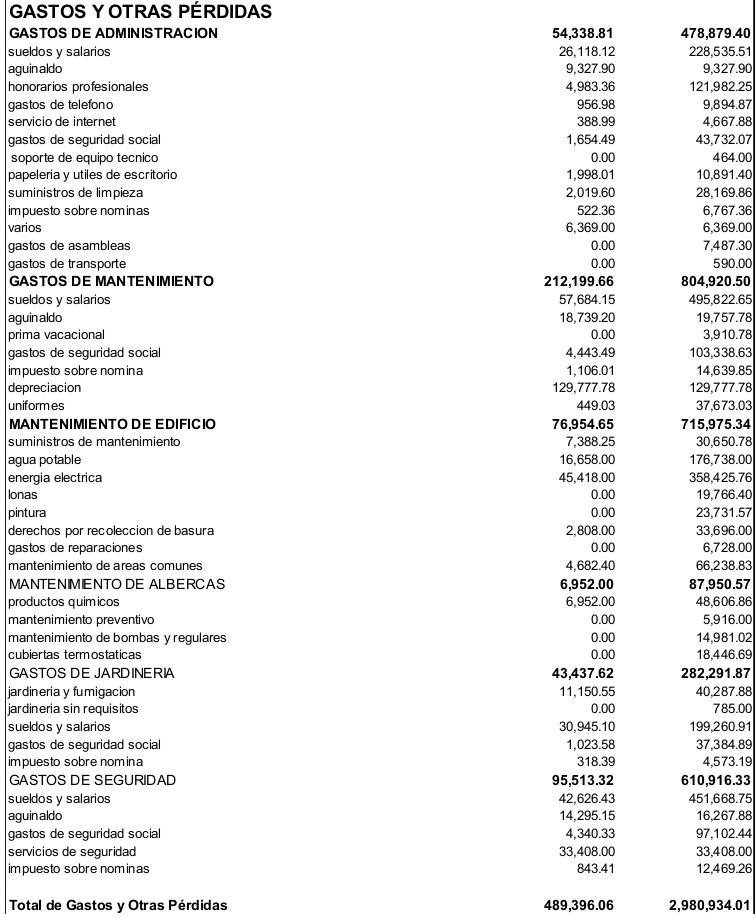 GASTOS Y OTRAS PÉRDIDAS
GASTOS DE ADMINISTRACION 54,338.81 478,879.40
sueldos y salarios 26,118.12 228,535.51
aguinaldo 9,327.90 9,327.90
honorarios profesionales 4,983.36 121,982.25
gastos de telefono 956.98 9,894.87
servicio de internet 388.99 4,667.88
gastos de seguridad social 1,654.49 43,732.07
soporte de equipo tecnico 0.00 464.00
papeleria y utiles de escritorio 1,998.01 10,891.40
suministros de limpieza 2,019.60 28,169.86
impuesto sobre nominas 522.36 6,767.36
varios 6,369.00 6,369.00
gastos de asambleas 0.00 7,487.30
gastos de transporte 0.00 590.00
GASTOS DE MANTENIMIENTO 212,199.66 804,920.50
sueldos y salarios 57,684.15 495,822.65
aguinaldo 18,739.20 19,757.78
prima vacacional 0.00 3,910.78
gastos de seguridad social 4,443.49 103,338.63
impuesto sobre nomina 1,106.01 14,639.85
depreciacion 129,777.78 129,777.78
uniformes 449.03 37,673.03
MANTENIMIENTO DE EDIFICIO 76,954.65 715,975.34
suministros de mantenimiento 7,388.25 30,650.78
agua potable 16,658.00 176,738.00
energia electrica 45,418.00 358,425.76
lonas 0.00 19,766.40
pintura 0.00 23,731.57
derechos por recoleccion de basura 2,808.00 33,696.00
gastos de reparaciones 0.00 6,728.00
mantenimiento de areas comunes 4,682.40 66,238.83
MANTENIMIENTO DE ALBERCAS 6,952.00 87,950.57
productos quimicos 6,952.00 48,606.86
mantenimiento preventivo 0.00 5,916.00
mantenimiento de bombas y regulares 0.00 14,981.02
cubiertas termostaticas 0.00 18,446.69
GASTOS DE JARDINERIA 43,437.62 282,291.87
jardineria y fumigacion 11,150.55 40,287.88
jardineria sin requisitos 0.00 785.00
sueldos y salarios 30,945.10 199,260.91
gastos de seguridad social 1,023.58 37,384.89
impuesto sobre nomina 318.39 4,573.19
GASTOS DE SEGURIDAD 95,513.32 610,916.33
sueldos y salarios 42,626.43 451,668.75
aguinaldo 14,295.15 16,267.88
gastos de seguridad social 4,340.33 97,102.44
servicios de seguridad 33,408.00 33,408.00
impuesto sobre nominas 843.41 12,469.26
Total de Gastos y Otras Pérdidas 489,396.06 2,980,934.01